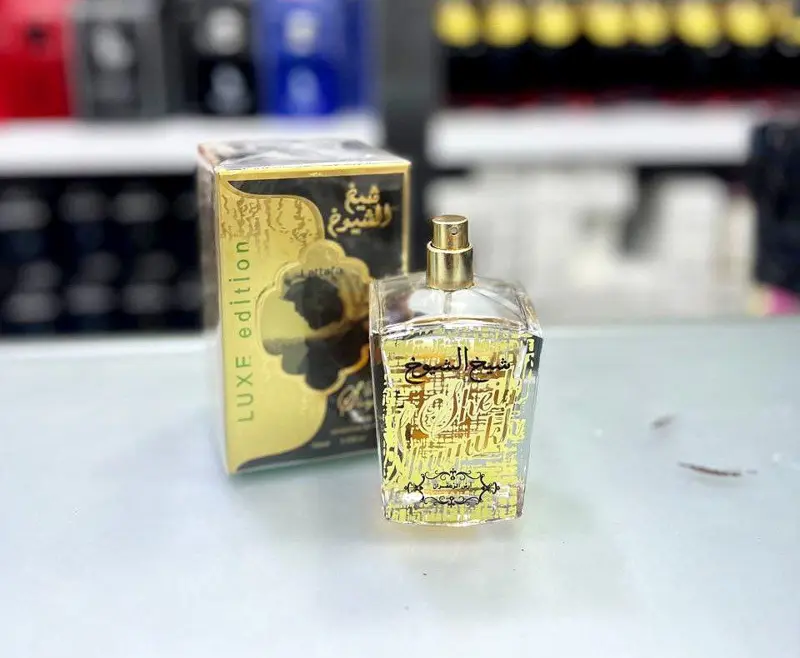 LUXE edition
شيخ
الشيوخ
Lattafa
شيخ الشيوخ
Sheikh
Shuyukh